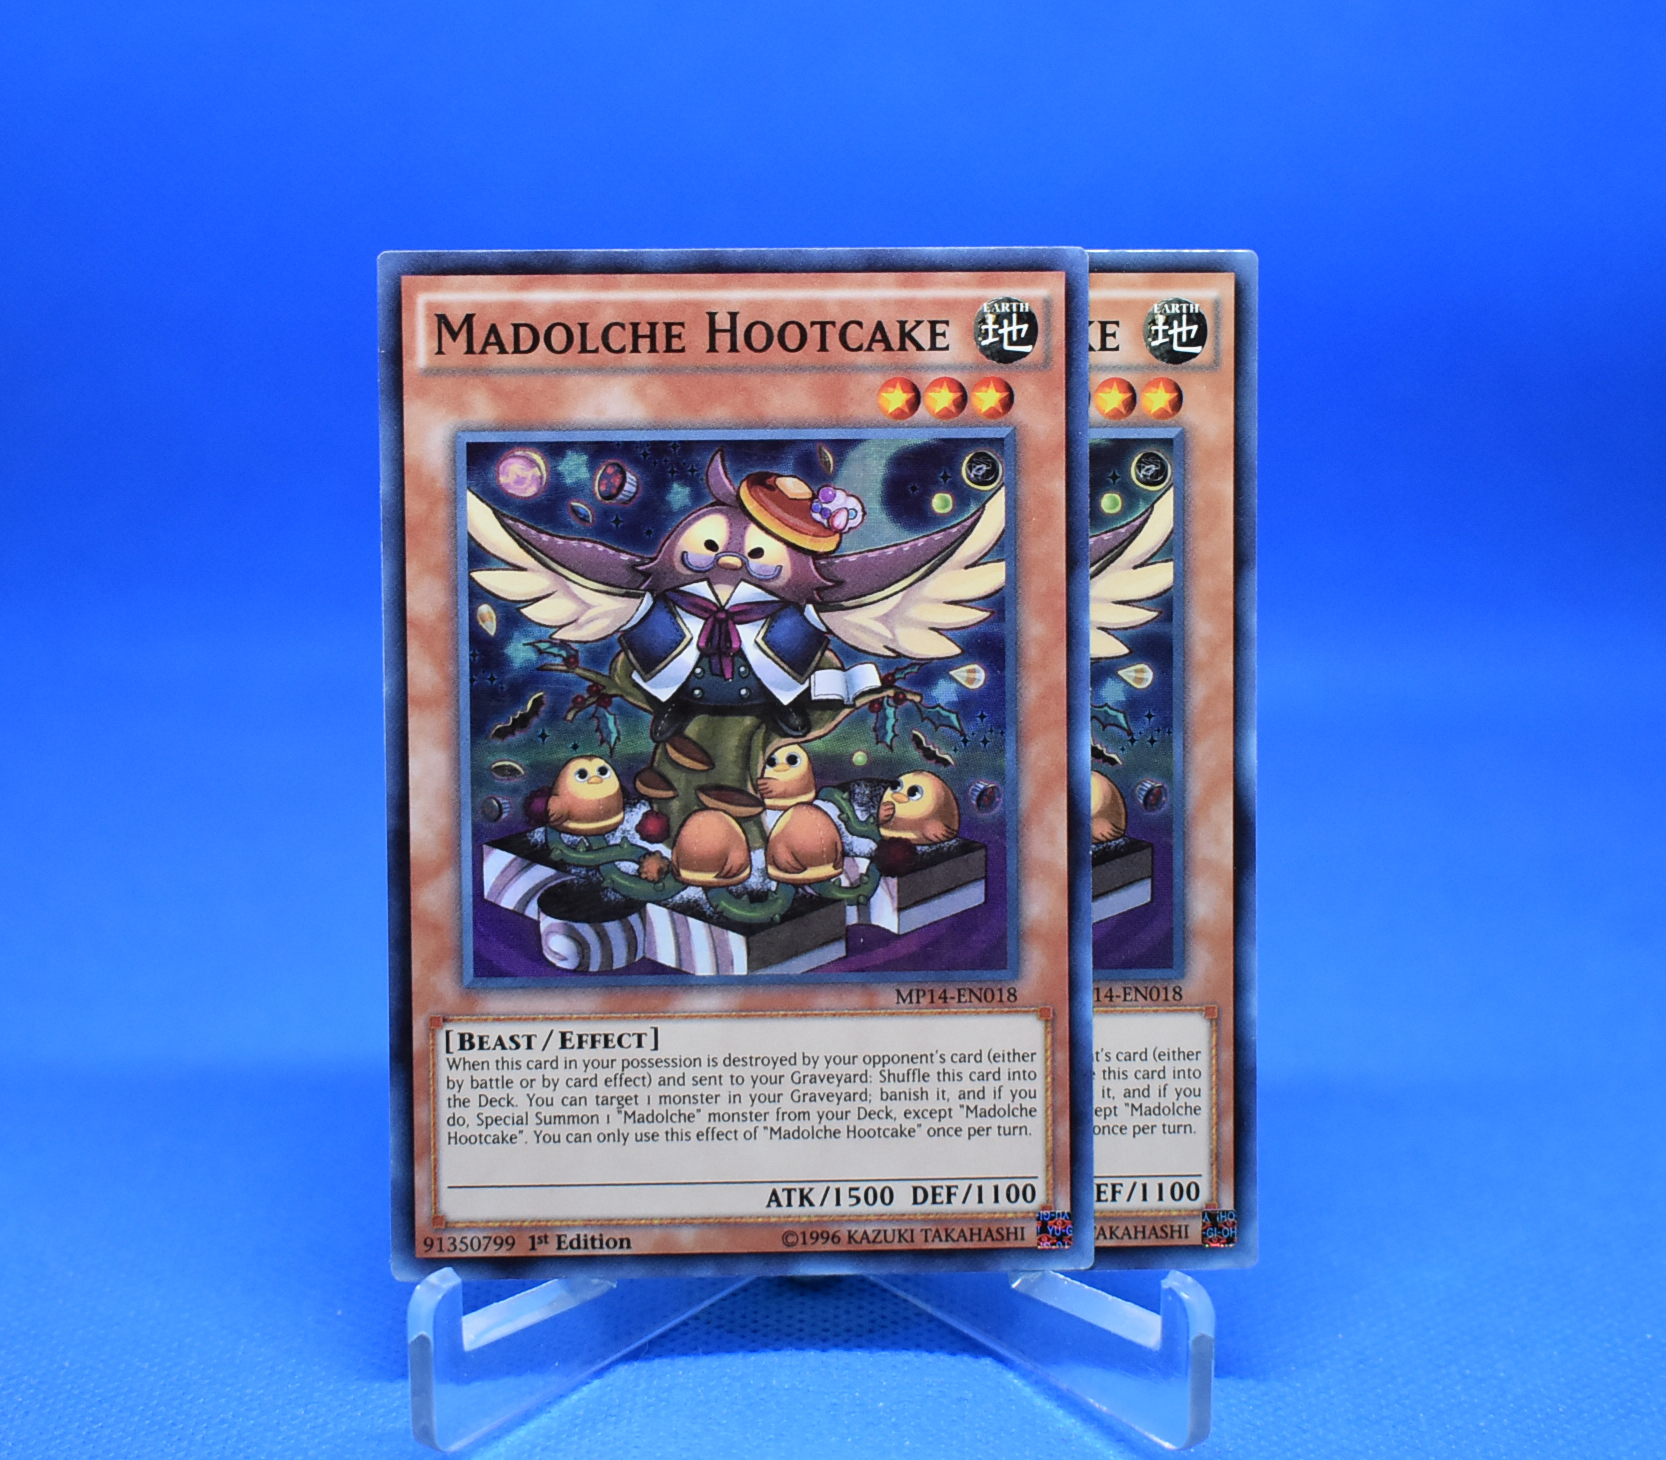 MADOLCHE HOOTCAKE
EARTH
地
MP14-EN018
[BEAST/EFFECT]
When this card in your possession is destroyed by your opponent's card (either
by battle or by card effect) and sent to your Graveyard: Shuffle this card into
the Deck. You can target 1 monster in your Graveyard; banish it, and if you
do, Special Summon 1 "Madolche" monster from your Deck, except "Madolche
Hootcake". You can only use this effect of "Madolche Hootcake" once per turn.
ATK/1500 DEF/1100
91350799 1st Edition
©1996 KAZUKI TAKAHASHI
KE
EARTH
地
14-EN018
t's card (either
this card into
it, and if you
ept "Madolche
once per turn.
EF/1100
TAKAHASHI